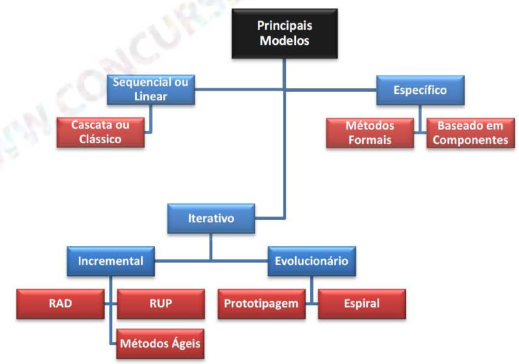 Principais
Modelos
Sequencial ou
Linear
Específico
Cascata ou
Clássico
Métodos
Formais
Baseado em
Componentes
Iterativo
Incremental
Evolucionário
RAD
RUP
Prototipagem
Espiral
Métodos Ágeis